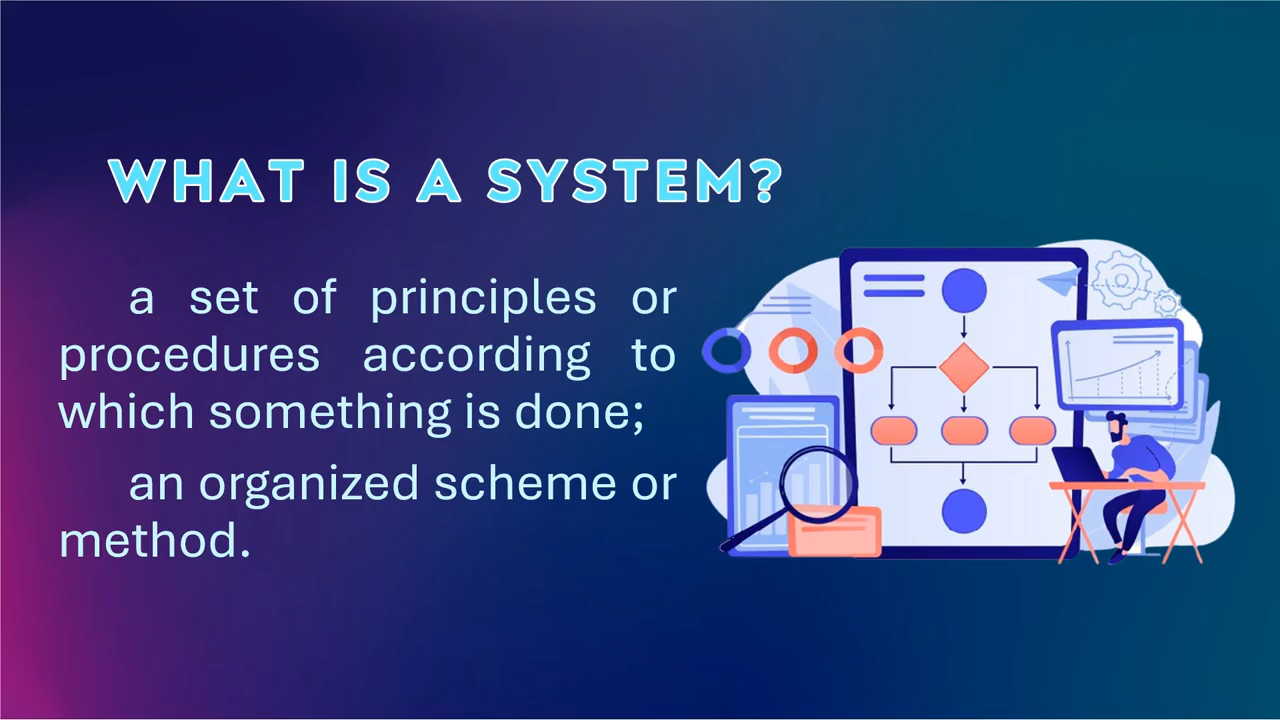 WHAT IS A SYSTEM?
a set of principles or
procedures according to
which something is done;
an organized scheme or
method.